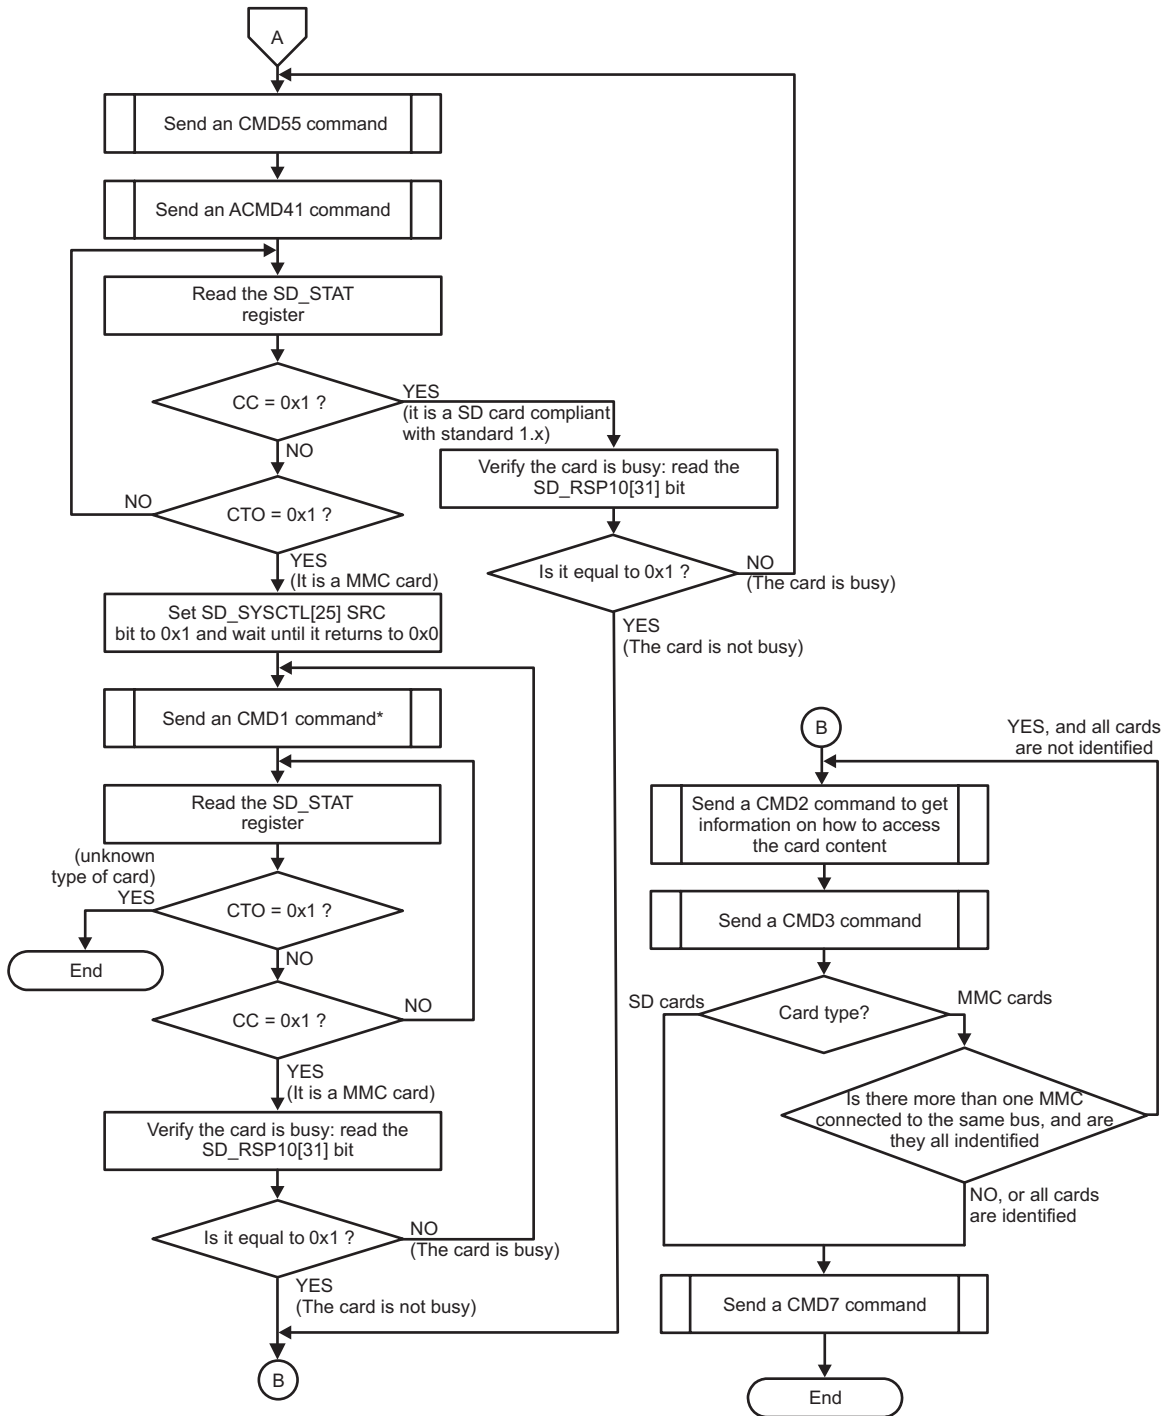 A
Send an CMD55 command
Send an ACMD41 command
Read the SD_STAT
register
CC = 0x1 ?
YES
(it is a SD card compliant
with standard 1.x)
NO
Verify the card is busy: read the
SD_RSP10[31] bit
CTO = 0x1 ?
NO
YES
(It is a MMC card)
Is it equal to 0x1 ?
NO
(The card is busy)
YES
(The card is not busy)
Set SD_SYSCTL[25] SRC
bit to 0x1 and wait until it returns to 0x0
Send an CMD1 command*
Read the SD_STAT
register
(unknown
type of card)
YES
CTO = 0x1 ?
End
NO
CC = 0x1 ?
NO
YES
(It is a MMC card)
Verify the card is busy: read the
SD_RSP10[31] bit
Is it equal to 0x1 ?
NO
(The card is busy)
YES
(The card is not busy)
B
B
YES, and all cards
are not identified
Send a CMD2 command to get
information on how to access
the card content
Send a CMD3 command
SD cards
Card type?
MMC cards
Is there more than one MMC
connected to the same bus, and are
they all indentified
NO, or all cards
are identified
Send a CMD7 command
End